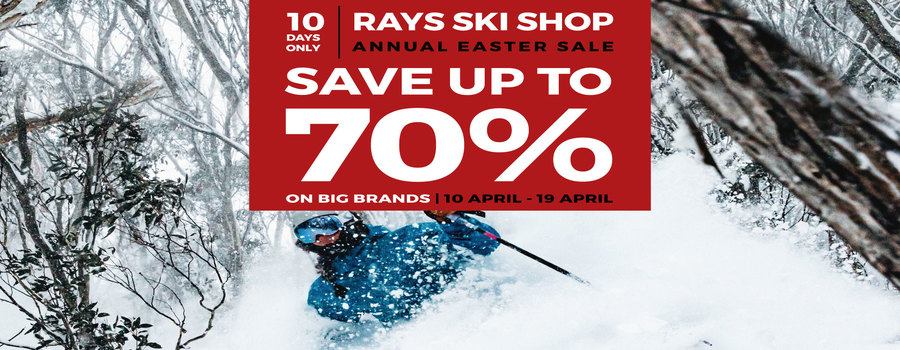 10
DAYS
ONLY
RAYS SKI SHOP
ANNUAL EASTER SALE
SAVE UP TO
70%
ON BIG BRANDS | 10 APRIL - 19 APRIL